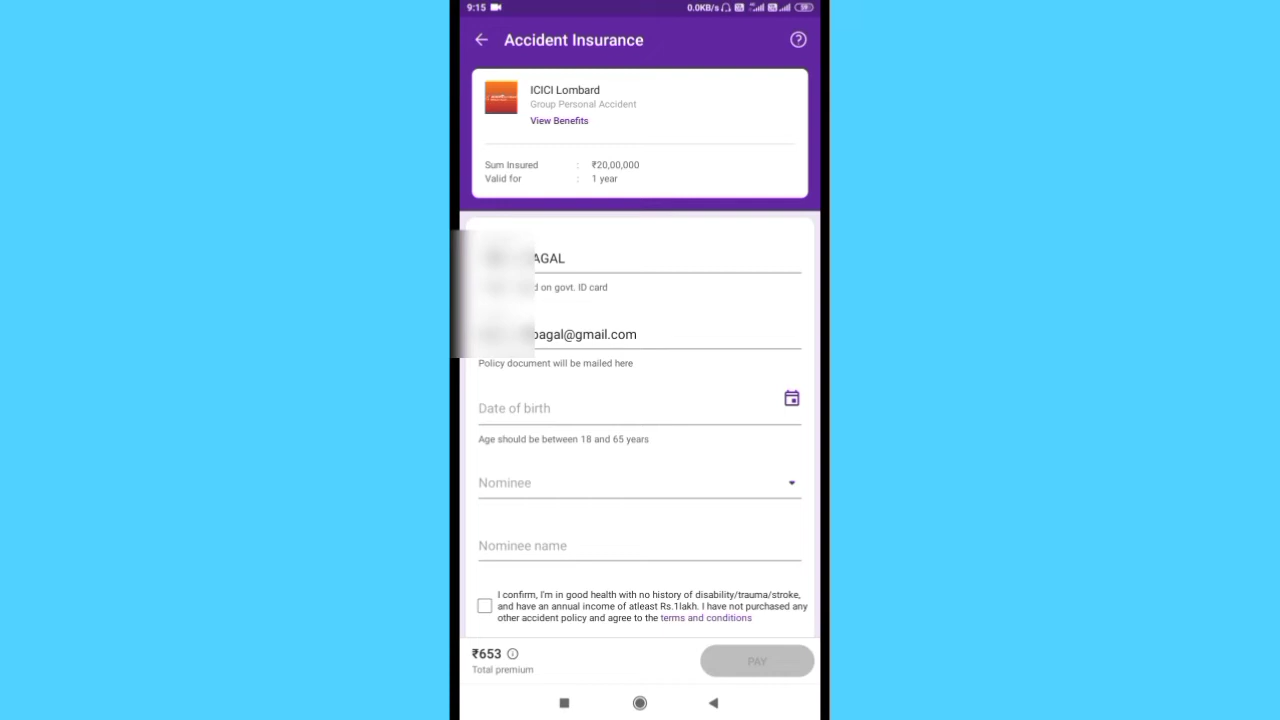 9:15
0.0KB/s
Accident Insurance
ICICI Lombard
Group Personal Accident
View Benefits
Sum Insured : ₹20,00,000
Valid for : 1 year
AGAL
on govt. ID card
bagal@gmail.com
Policy document will be mailed here
Date of birth
Age should be between 18 and 65 years
Nominee
Nominee name
I confirm, I'm in good health with no history of disability/trauma/stroke,
and have an annual income of atleast Rs.1lakh. I have not purchased any
other accident policy and agree to the terms and conditions
₹653
Total premium
PAY